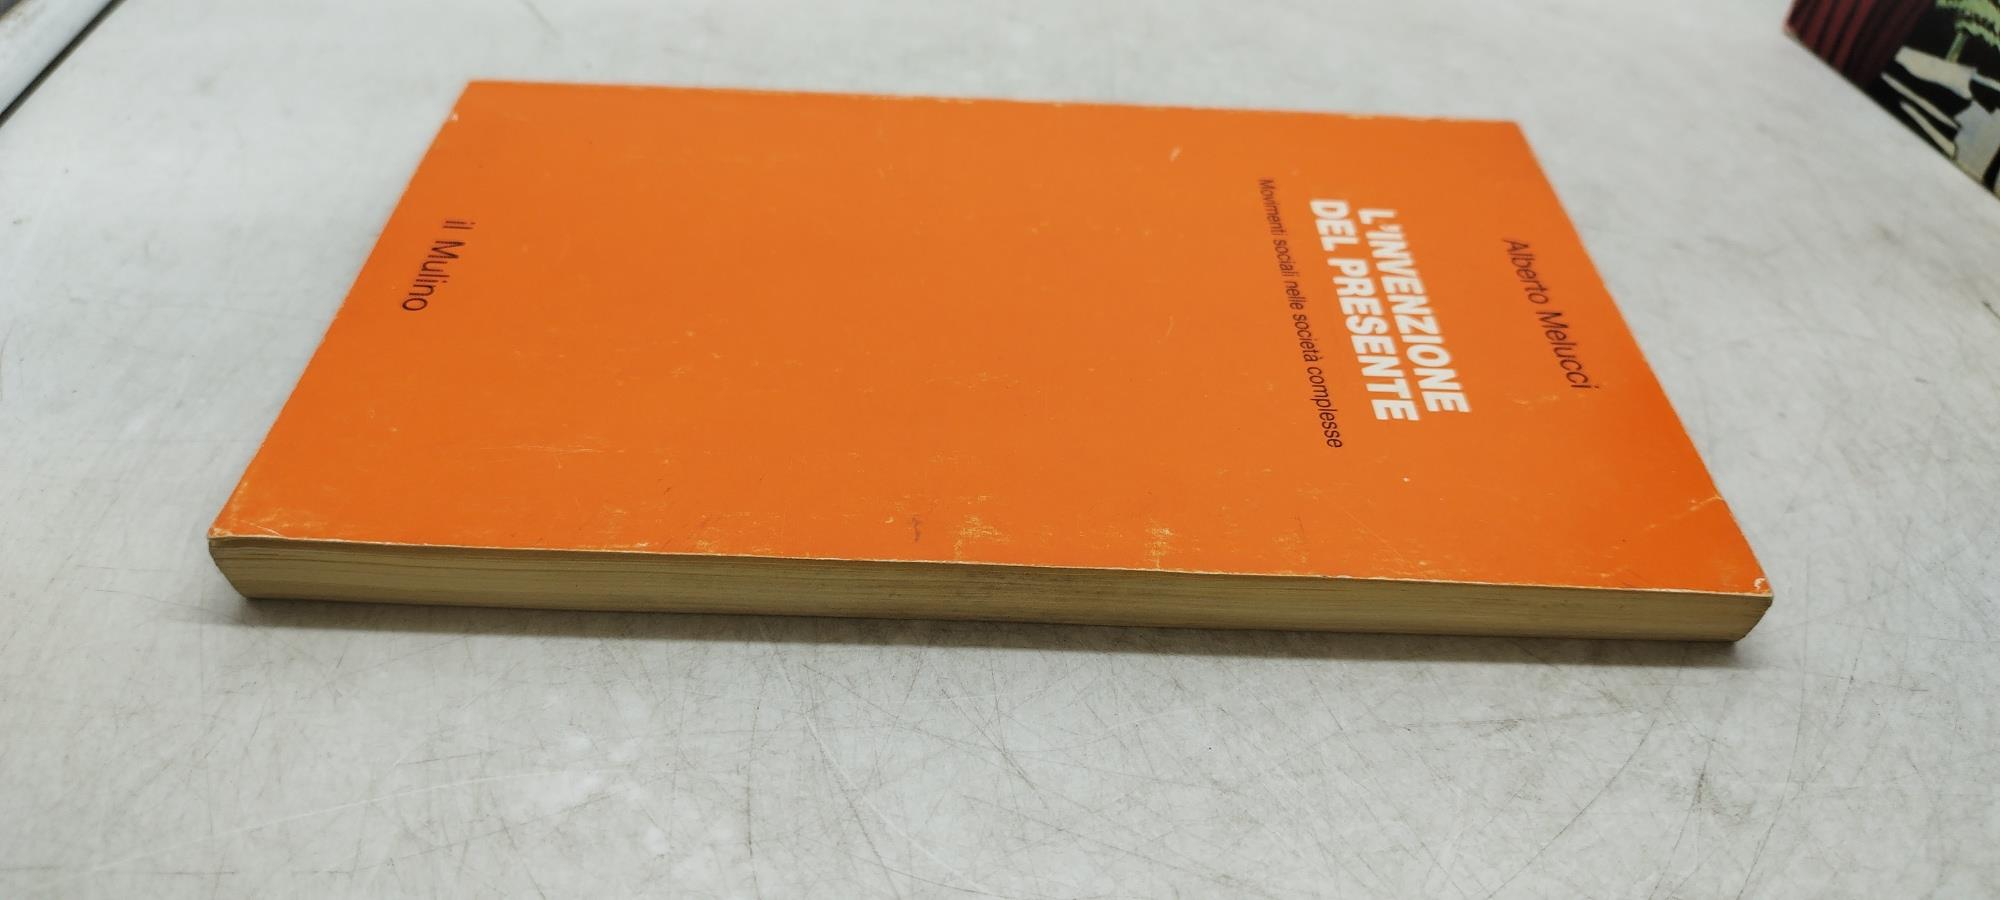 Alberto Melucci
L'INVENZIONE
DEL PRESENTE
Movimenti sociali nelle società complesse
il Mulino